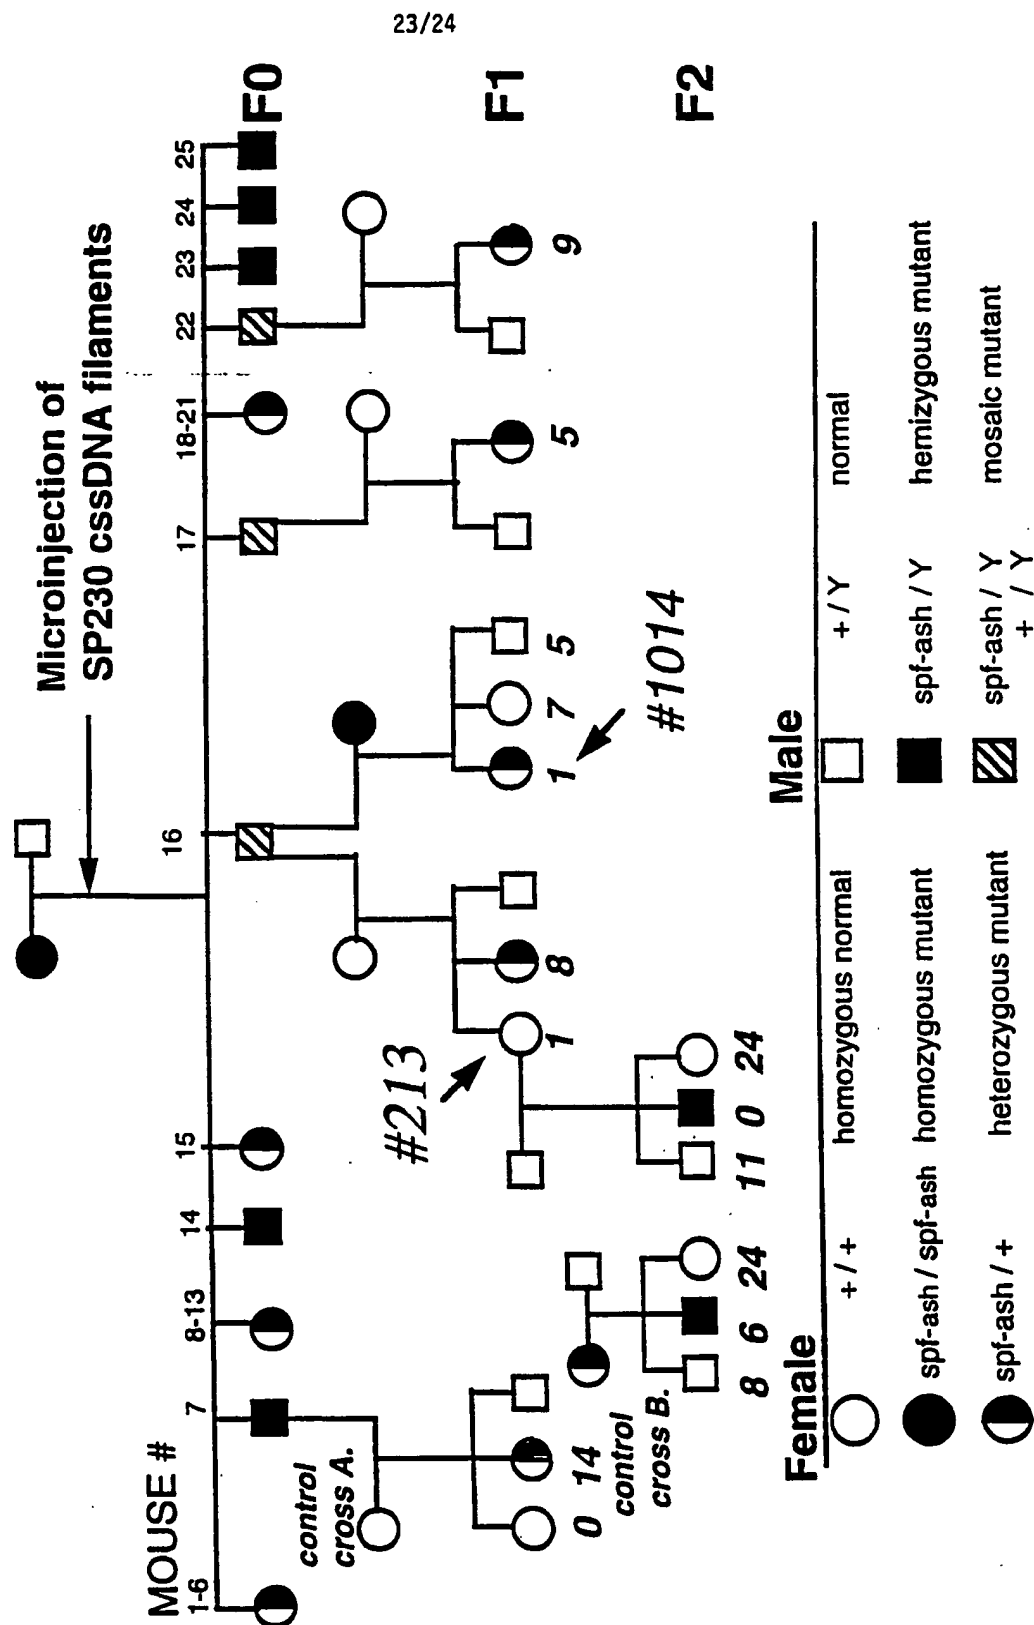 23/24
Microinjection of
SP230 cssDNA filaments
MOUSE #
1-6
7
8-13
14
15
16
17
18-21
22
23
24
25
F0
control
cross A.
0 14
#213
1
8
#1014
1
7
5
5
9
F1
control
cross B.
8 6 24
11 0 24
F2
Female
Male
+ / + homozygous normal
+ / Y normal
spf-ash / spf-ash homozygous mutant
spf-ash / Y hemizygous mutant
spf-ash / + heterozygous mutant
spf-ash / Y mosaic mutant
+ / Y